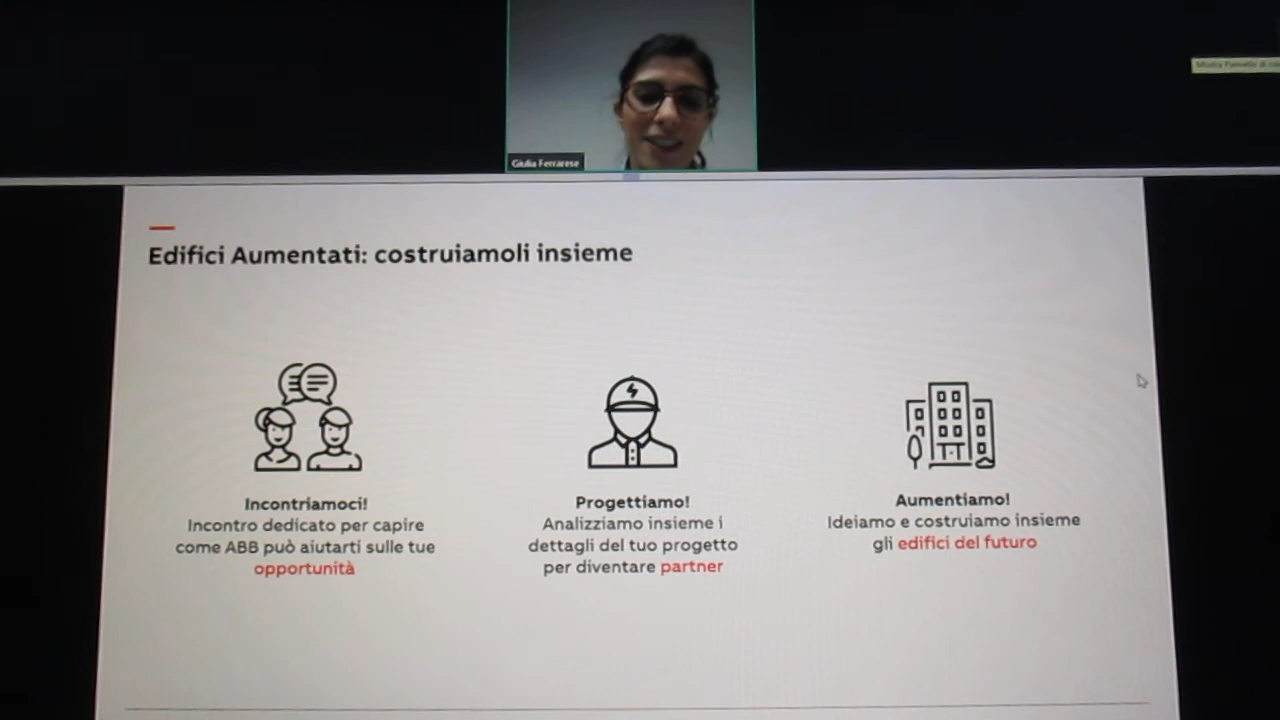 Giulia Ferrarese
Edifici Aumentati: costruiamoli insieme
Incontriamoci!
Incontro dedicato per capire
come ABB può aiutarti sulle tue
opportunità
Progettiamo!
Analizziamo insieme i
dettagli del tuo progetto
per diventare partner
Aumentiamo!
Ideiamo e costruiamo insieme
gli edifici del futuro